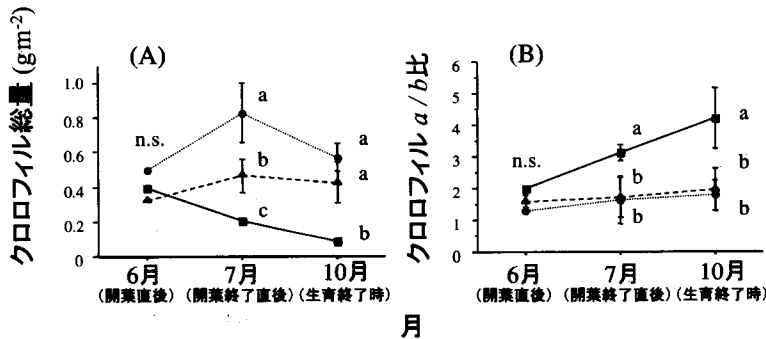 (A)
クロロフィル総量 (gm-2)
1.0
0.8
0.6
0.4
0.2
0
n.s.
a
b
c
a
a
b
6月
7月
10月
(開葉直後)
(開葉終了直後)
(生育終了時)
(B)
クロロフィル a / b比
6
5
4
3
2
1
0
n.s.
a
b
b
a
b
b
6月
7月
10月
(開葉直後)
(開葉終了直後)
(生育終了時)
月